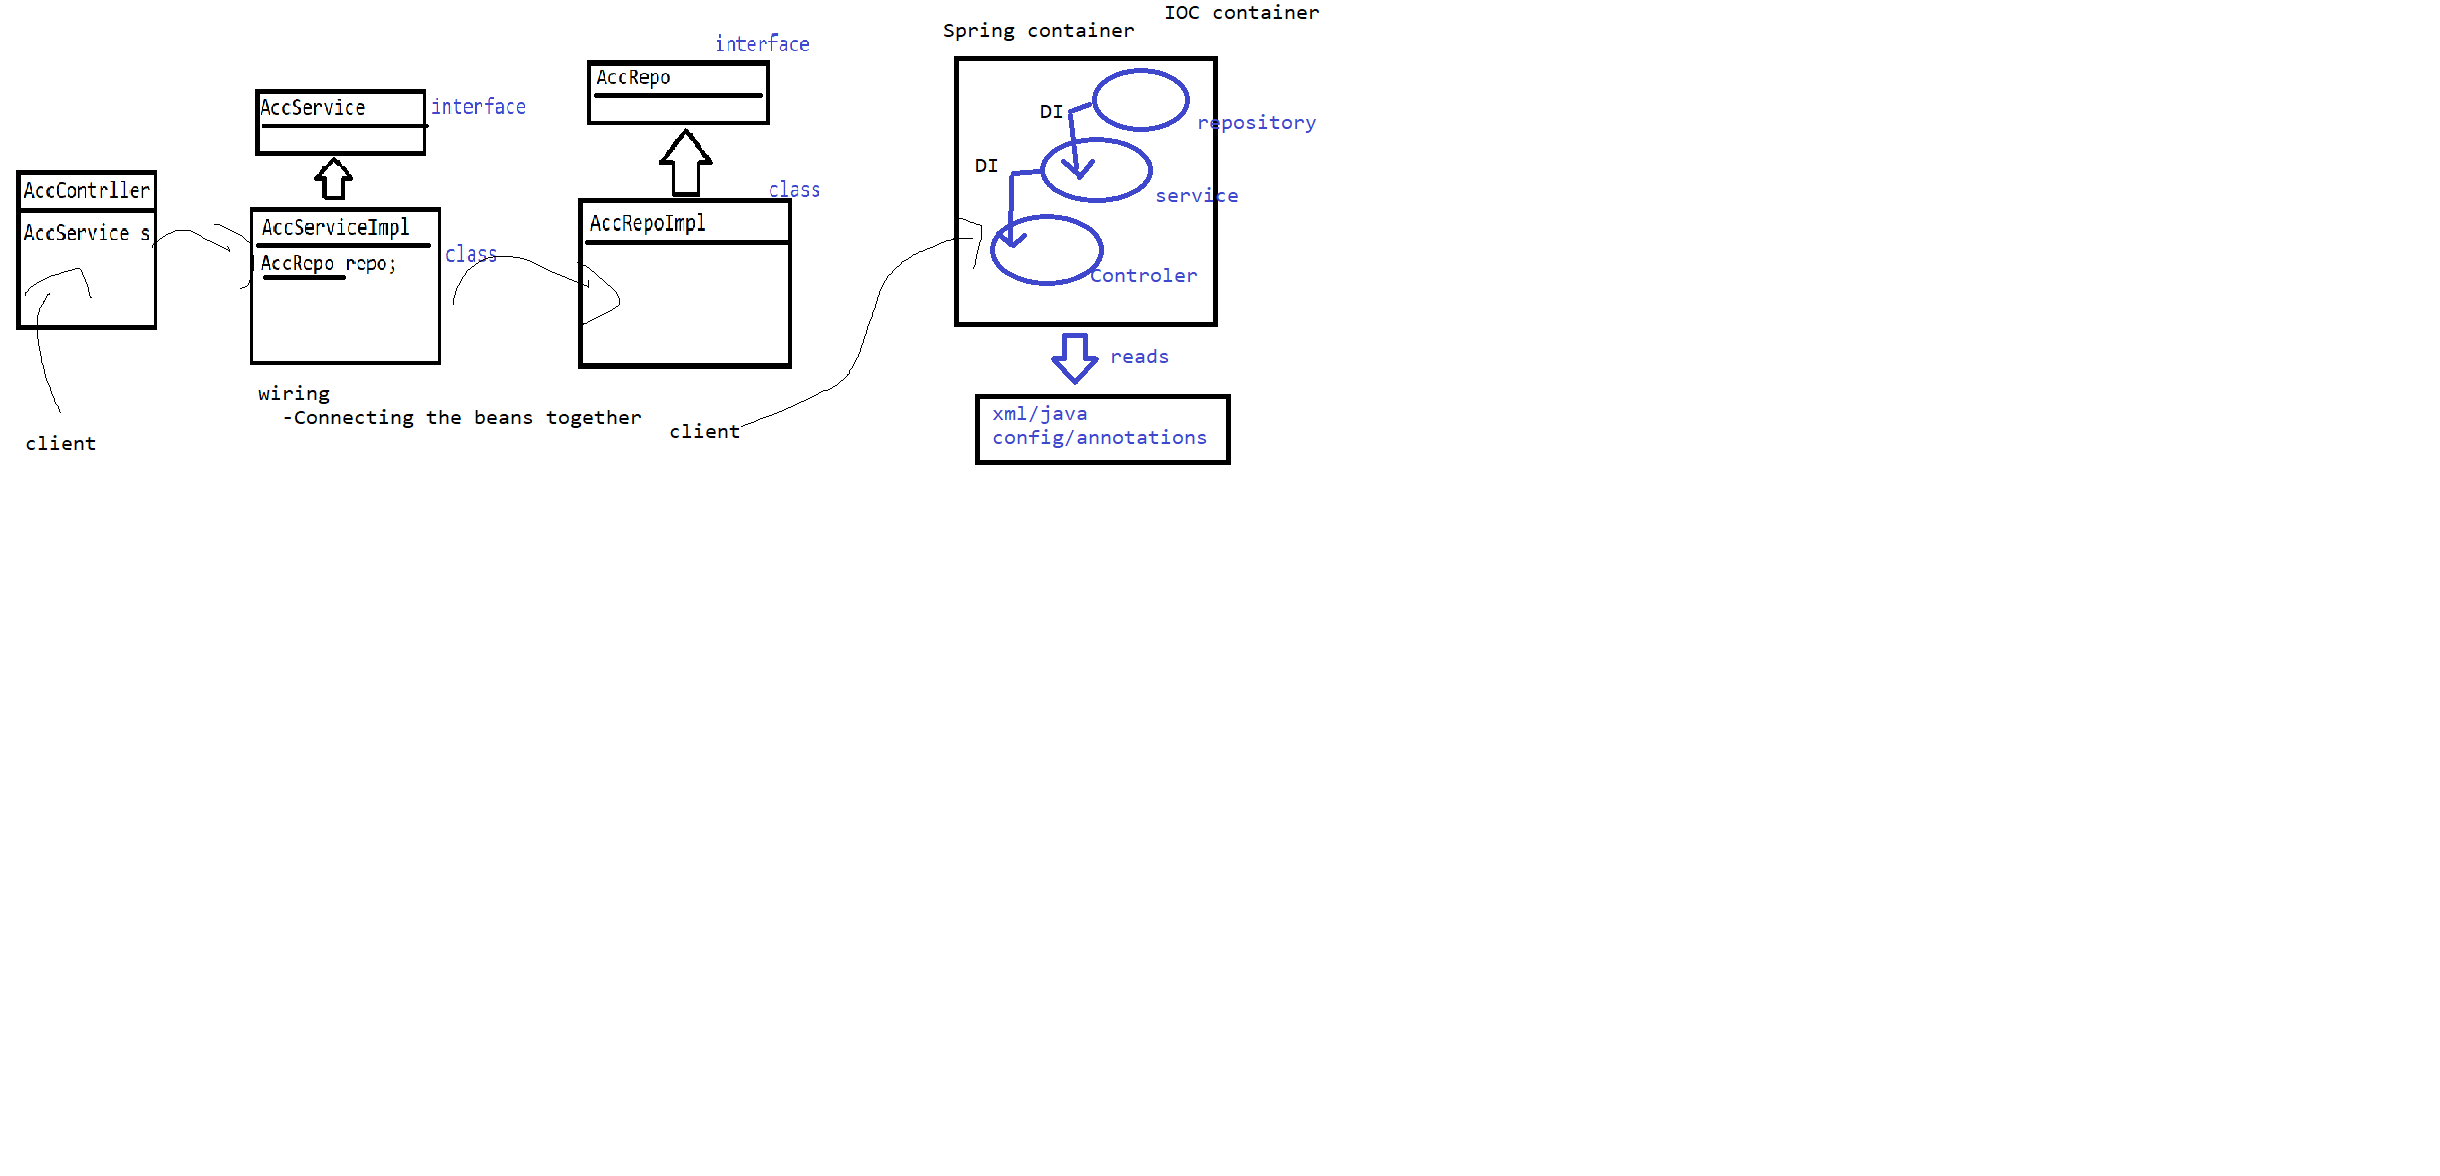 IOC container
Spring container
interface
AccRepo
interface
AccService
DI
repository
DI
service
class
AccContrller
AccService s
AccServiceImpl
AccRepo repo;
class
AccRepoImpl
Controler
reads
wiring
-Connecting the beans together
client
client
xml/java
config/annotations